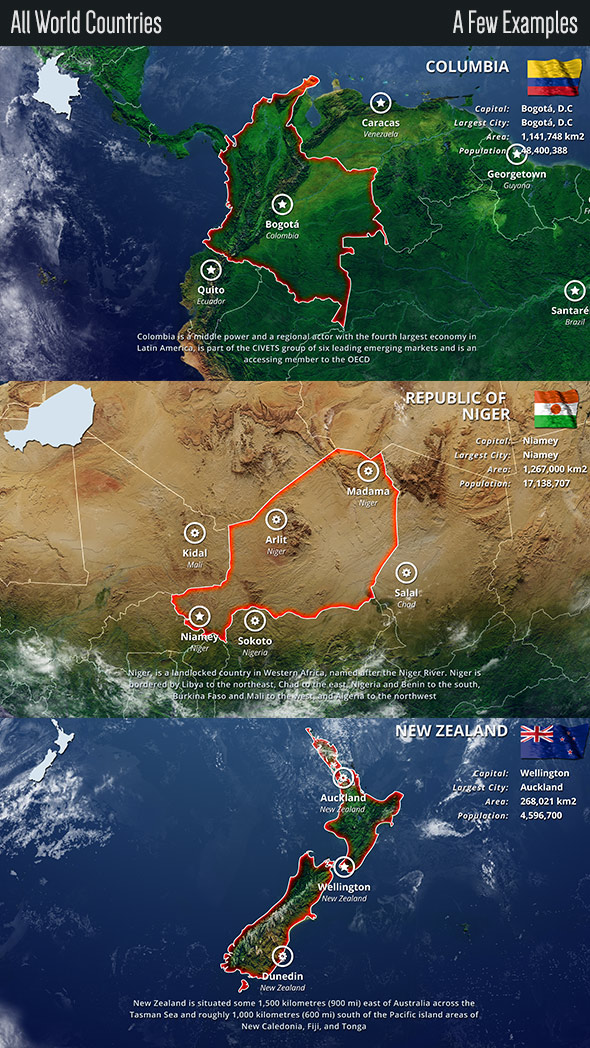 All World Countries
A Few Examples
COLUMBIA
Capital: Bogotá, D.C
Largest City: Bogotá, D.C
Area: 1,141,748 km2
Population: 48,400,388
Caracas
Venezuela
Georgetown
Guyana
Bogotá
Colombia
Quito
Ecuador
Santaré
Brazil
Colombia is a middle power and a regional actor with the fourth largest economy in
Latin America, is part of the CIVETS group of six leading emerging markets and is an
accessing member to the OECD
REPUBLIC OF
NIGER
Capital: Niamey
Largest City: Niamey
Area: 1,267,000 km2
Population: 17,138,707
Madama
Niger
Arlit
Niger
Kidal
Mali
Salal
Chad
Niamey
Niger
Sokoto
Nigeria
Niger, is a landlocked country in Western Africa, named after the Niger River. Niger is
bordered by Libya to the northeast, Chad to the east, Nigeria and Benin to the south,
Burkina Faso and Mali to the west, and Algeria to the northwest
NEW ZEALAND
Capital: Wellington
Largest City: Auckland
Area: 268,021 km2
Population: 4,596,700
Auckland
New Zealand
Wellington
New Zealand
Dunedin
New Zealand
New Zealand is situated some 1,500 kilometres (900 mi) east of Australia across the
Tasman Sea and roughly 1,000 kilometres (600 mi) south of the Pacific island areas of
New Caledonia, Fiji, and Tonga